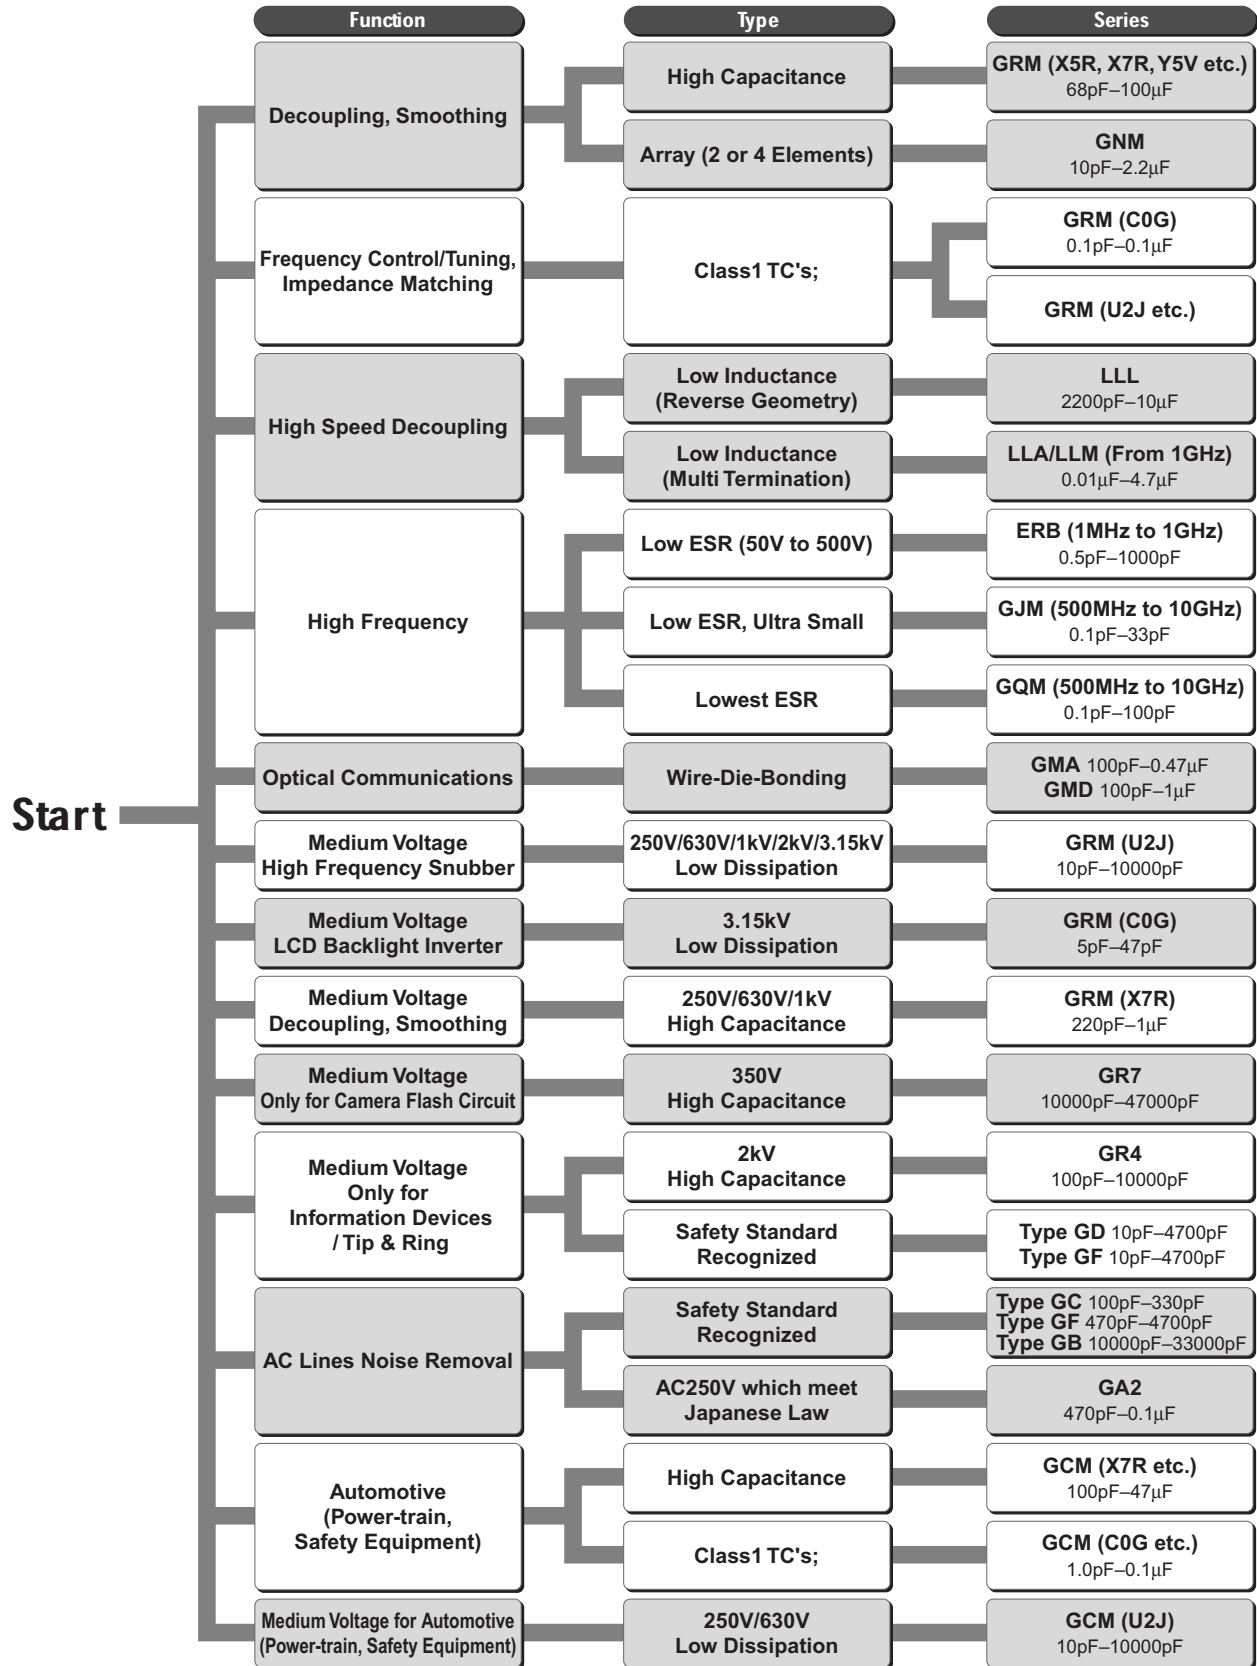 Function
Type
Series
Start
Decoupling, Smoothing
High Capacitance
GRM (X5R, X7R, Y5V etc.)
68pF–100µF
Array (2 or 4 Elements)
GNM
10pF–2.2µF
Frequency Control/Tuning,
Impedance Matching
Class1 TC's;
GRM (C0G)
0.1pF–0.1µF
GRM (U2J etc.)
High Speed Decoupling
Low Inductance
(Reverse Geometry)
LLL
2200pF–10µF
Low Inductance
(Multi Termination)
LLA/LLM (From 1GHz)
0.01µF–4.7µF
High Frequency
Low ESR (50V to 500V)
ERB (1MHz to 1GHz)
0.5pF–1000pF
Low ESR, Ultra Small
GJM (500MHz to 10GHz)
0.1pF–33pF
Lowest ESR
GQM (500MHz to 10GHz)
0.1pF–100pF
Optical Communications
Wire-Die-Bonding
GMA 100pF–0.47µF
GMD 100pF–1µF
Medium Voltage
High Frequency Snubber
250V/630V/1kV/2kV/3.15kV
Low Dissipation
GRM (U2J)
10pF–10000pF
Medium Voltage
LCD Backlight Inverter
3.15kV
Low Dissipation
GRM (C0G)
5pF–47pF
Medium Voltage
Decoupling, Smoothing
250V/630V/1kV
High Capacitance
GRM (X7R)
220pF–1µF
Medium Voltage
Only for Camera Flash Circuit
350V
High Capacitance
GR7
10000pF–47000pF
Medium Voltage
Only for
Information Devices
/ Tip & Ring
2kV
High Capacitance
GR4
100pF–10000pF
Safety Standard
Recognized
Type GD 10pF–4700pF
Type GF 10pF–4700pF
AC Lines Noise Removal
Safety Standard
Recognized
Type GC 100pF–330pF
Type GF 470pF–4700pF
Type GB 10000pF–33000pF
AC250V which meet
Japanese Law
GA2
470pF–0.1µF
Automotive
(Power-train,
Safety Equipment)
High Capacitance
GCM (X7R etc.)
100pF–47µF
Class1 TC's;
GCM (C0G etc.)
1.0pF–0.1µF
Medium Voltage for Automotive
(Power-train, Safety Equipment)
250V/630V
Low Dissipation
GCM (U2J)
10pF–10000pF